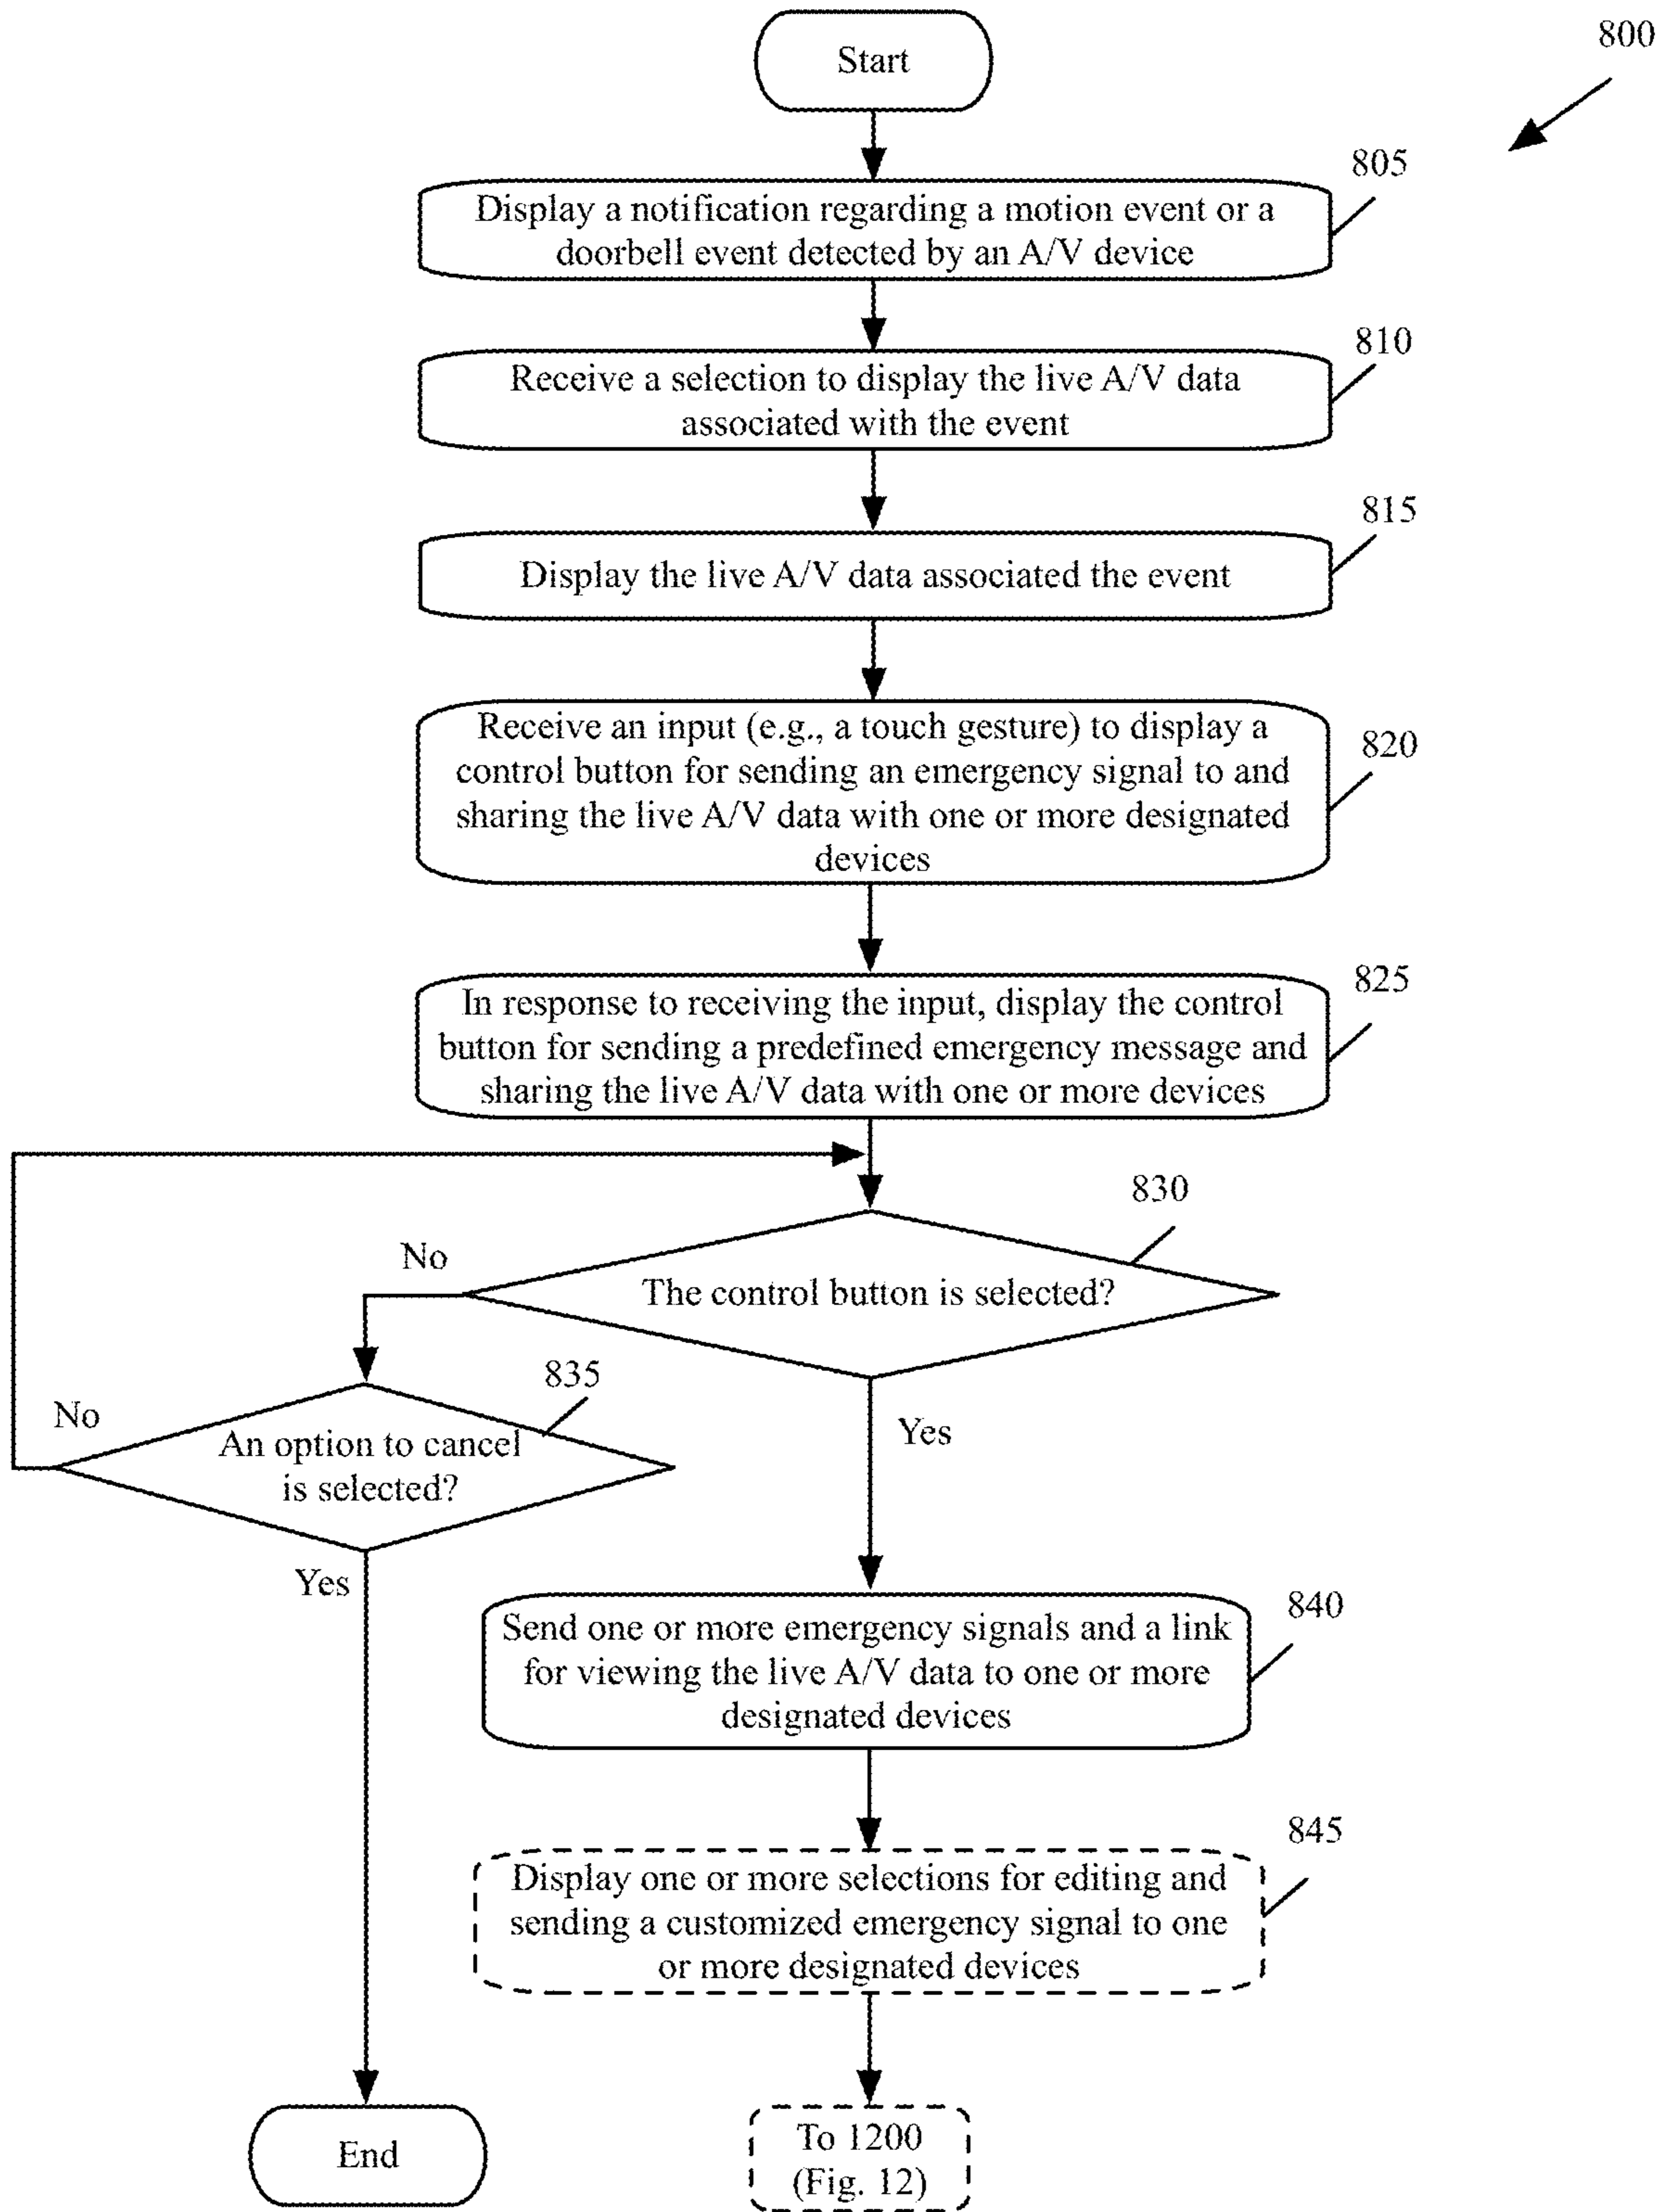 Start
800
805
Display a notification regarding a motion event or a
doorbell event detected by an A/V device
810
Receive a selection to display the live A/V data
associated with the event
815
Display the live A/V data associated the event
820
Receive an input (e.g., a touch gesture) to display a
control button for sending an emergency signal to and
sharing the live A/V data with one or more designated
devices
825
In response to receiving the input, display the control
button for sending a predefined emergency message and
sharing the live A/V data with one or more devices
830
No
The control button is selected?
835
No
An option to cancel
is selected?
Yes
Yes
840
Send one or more emergency signals and a link
for viewing the live A/V data to one or more
designated devices
845
Display one or more selections for editing and
sending a customized emergency signal to one
or more designated devices
End
To 1200
(Fig. 12)